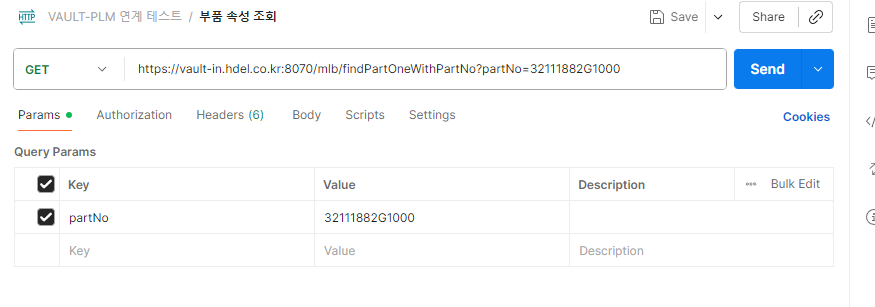 HTTP VAULT-PLM 연계 테스트 / 부품 속성 조회 Save Share
GET https://vault-in.hdel.co.kr:8070/mlb/findPartOneWithPartNo?partNo=32111882G1000 Send
Params Authorization Headers (6) Body Scripts Settings Cookies
Query Params
Key Value Description Bulk Edit
partNo 32111882G1000
Key Value Description